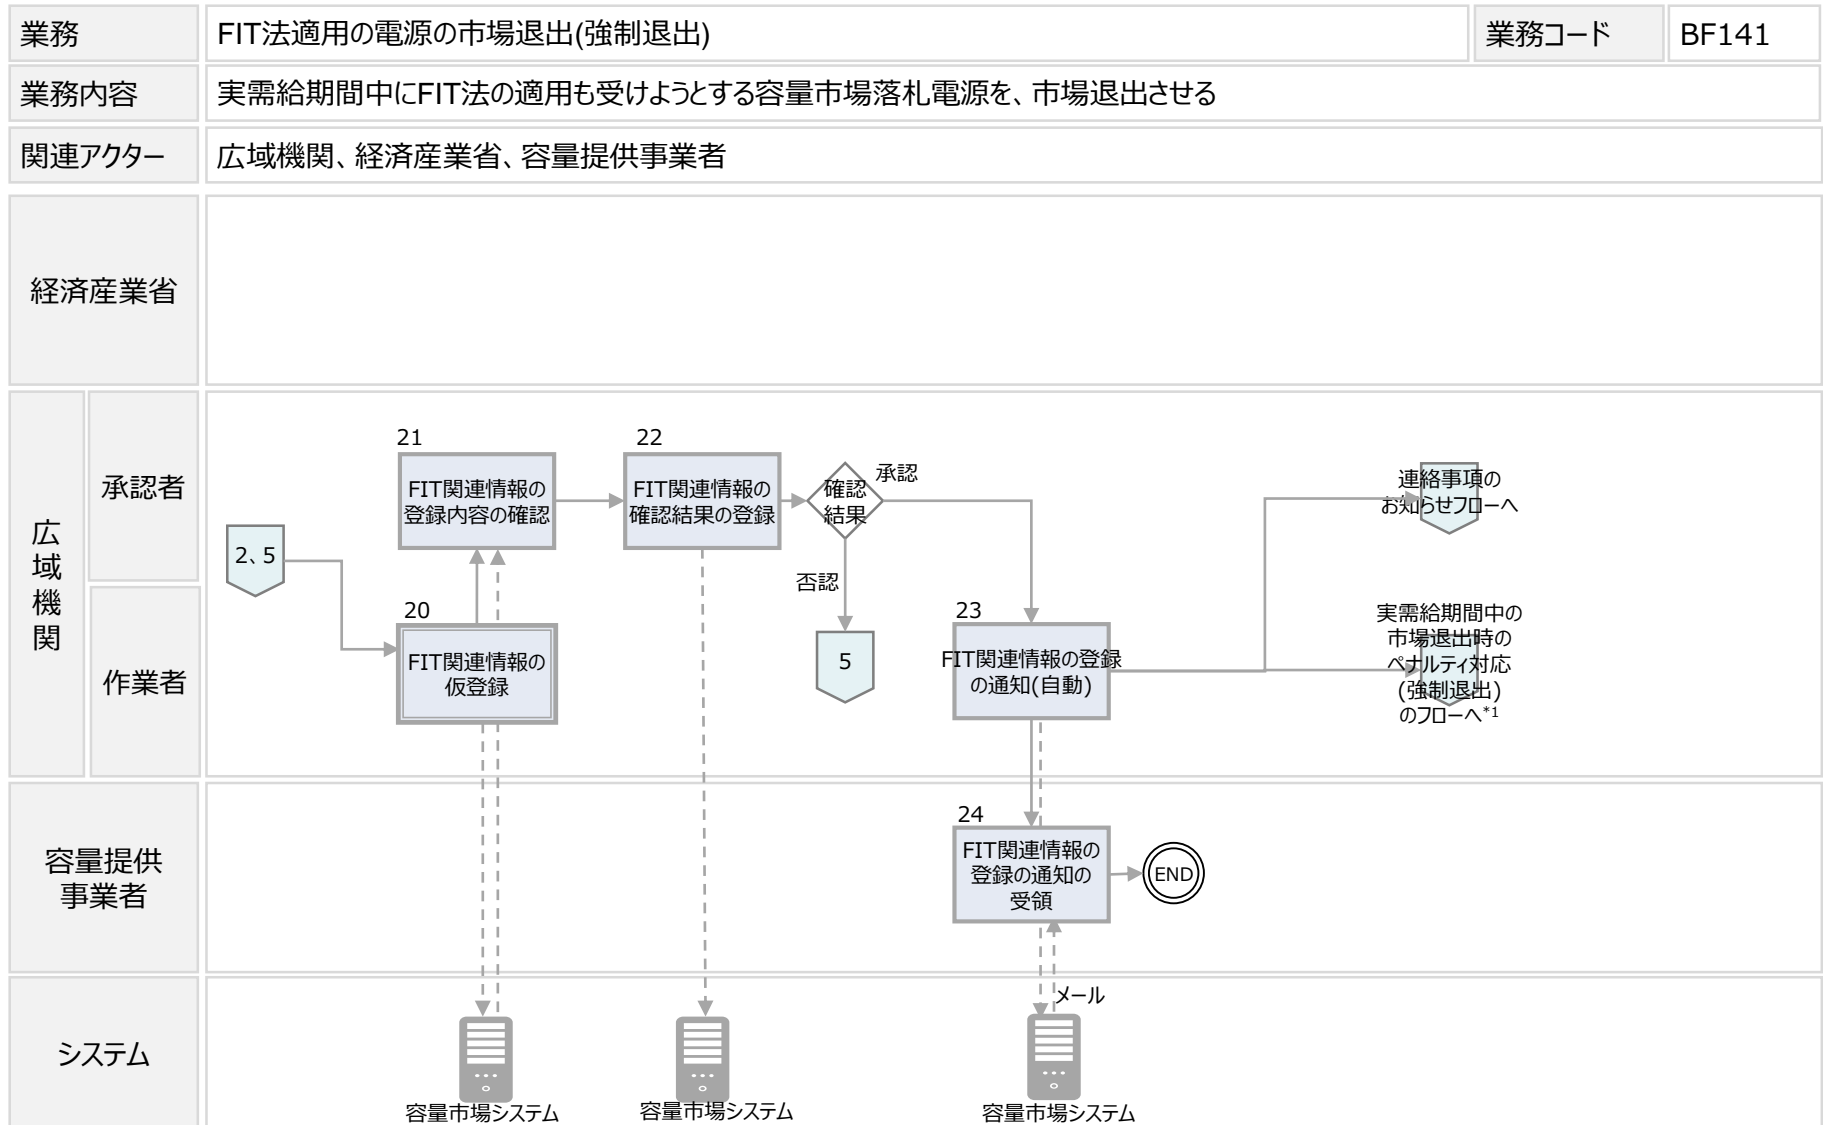 業務
FIT法適用の電源の市場退出(強制退出)
業務コード
BF141
業務内容
実需給期間中にFIT法の適用も受けようとする容量市場落札電源を、市場退出させる
関連アクター
広域機関、経済産業省、容量提供事業者
経済産業省
広域機関
承認者
作業者
2、5
21
FIT関連情報の
登録内容の確認
22
FIT関連情報の
確認結果の登録
確認
結果
承認
否認
5
20
FIT関連情報の
仮登録
23
FIT関連情報の登録
の通知(自動)
連絡事項の
お知らせフローへ
実需給期間中の
市場退出時の
ペナルティ対応
(強制退出)
のフローへ*1
容量提供
事業者
24
FIT関連情報の
登録の通知の
受領
END
システム
メール
容量市場システム
容量市場システム
容量市場システム